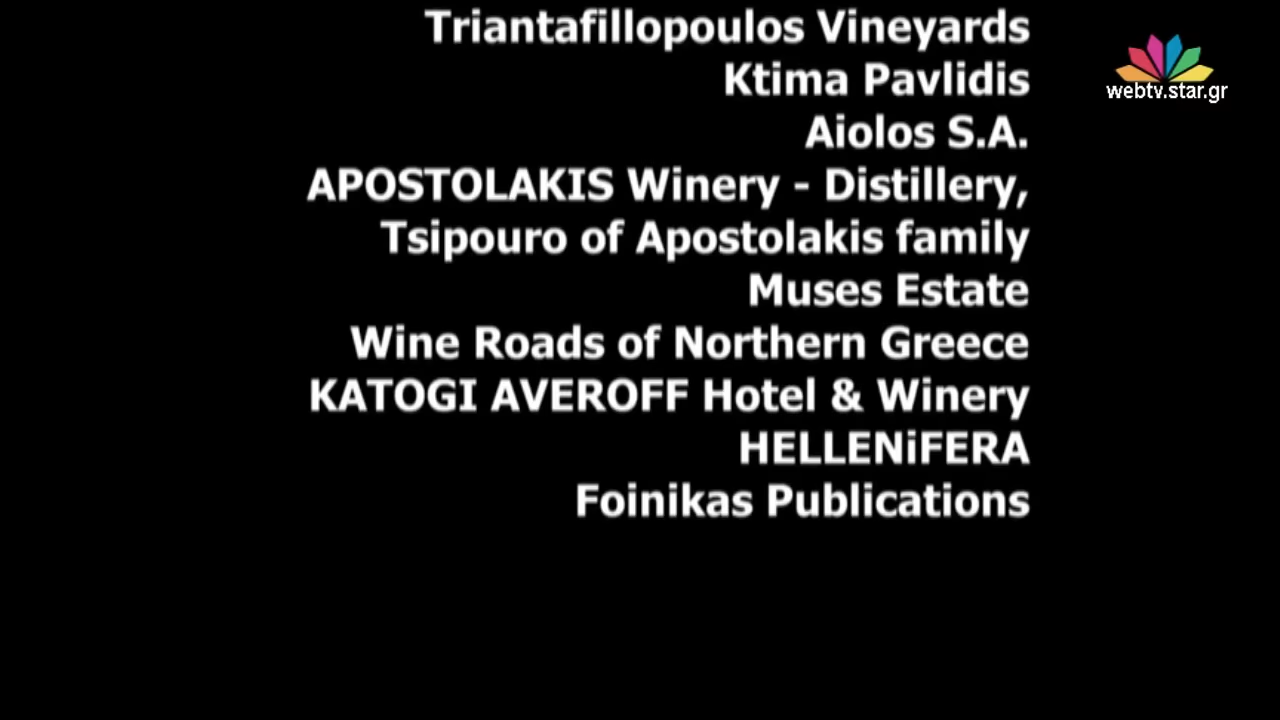 Triantafillopoulos Vineyards
Ktima Pavlidis
Aiolos S.A.
APOSTOLAKIS Winery - Distillery,
Tsipouro of Apostolakis family
Muses Estate
Wine Roads of Northern Greece
KATOGI AVEROFF Hotel & Winery
HELLENiFERA
Foinikas Publications
webtv.star.gr